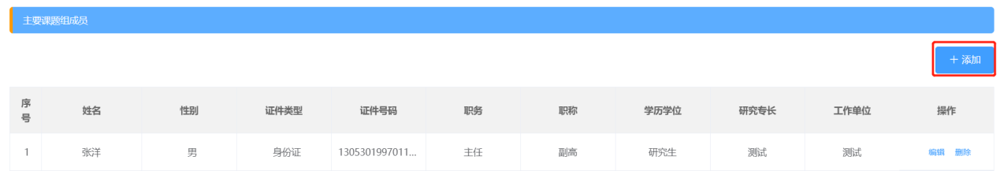 主要课题组成员
+ 添加
序号 姓名 性别 证件类型 证件号码 职务 职称 学历学位 研究专长 工作单位 操作
1 张洋 男 身份证 1305301997011... 主任 副高 研究生 测试 测试 编辑 删除